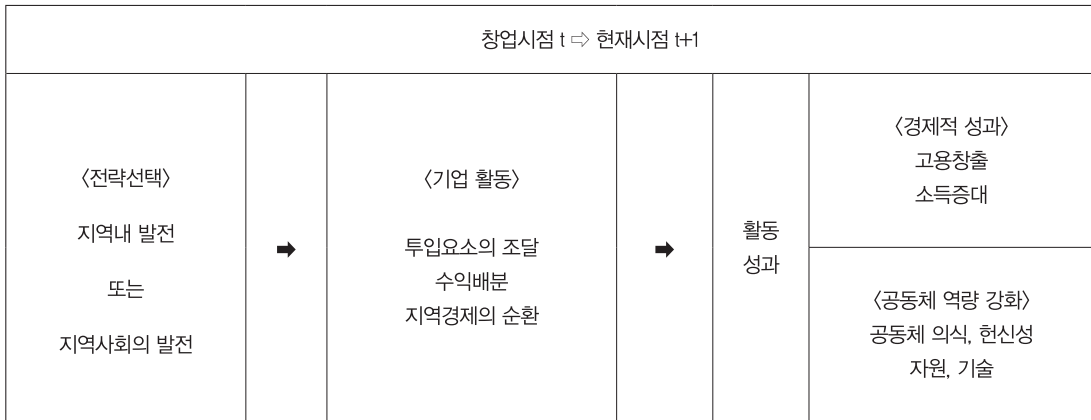 창업시점 t ⇨ 현재시점 t+1
〈전략선택〉
지역내 발전
또는
지역사회의 발전
➡
〈기업 활동〉
투입요소의 조달
수익배분
지역경제의 순환
➡
활동
성과
〈경제적 성과〉
고용창출
소득증대
〈공동체 역량 강화〉
공동체 의식, 헌신성
자원, 기술